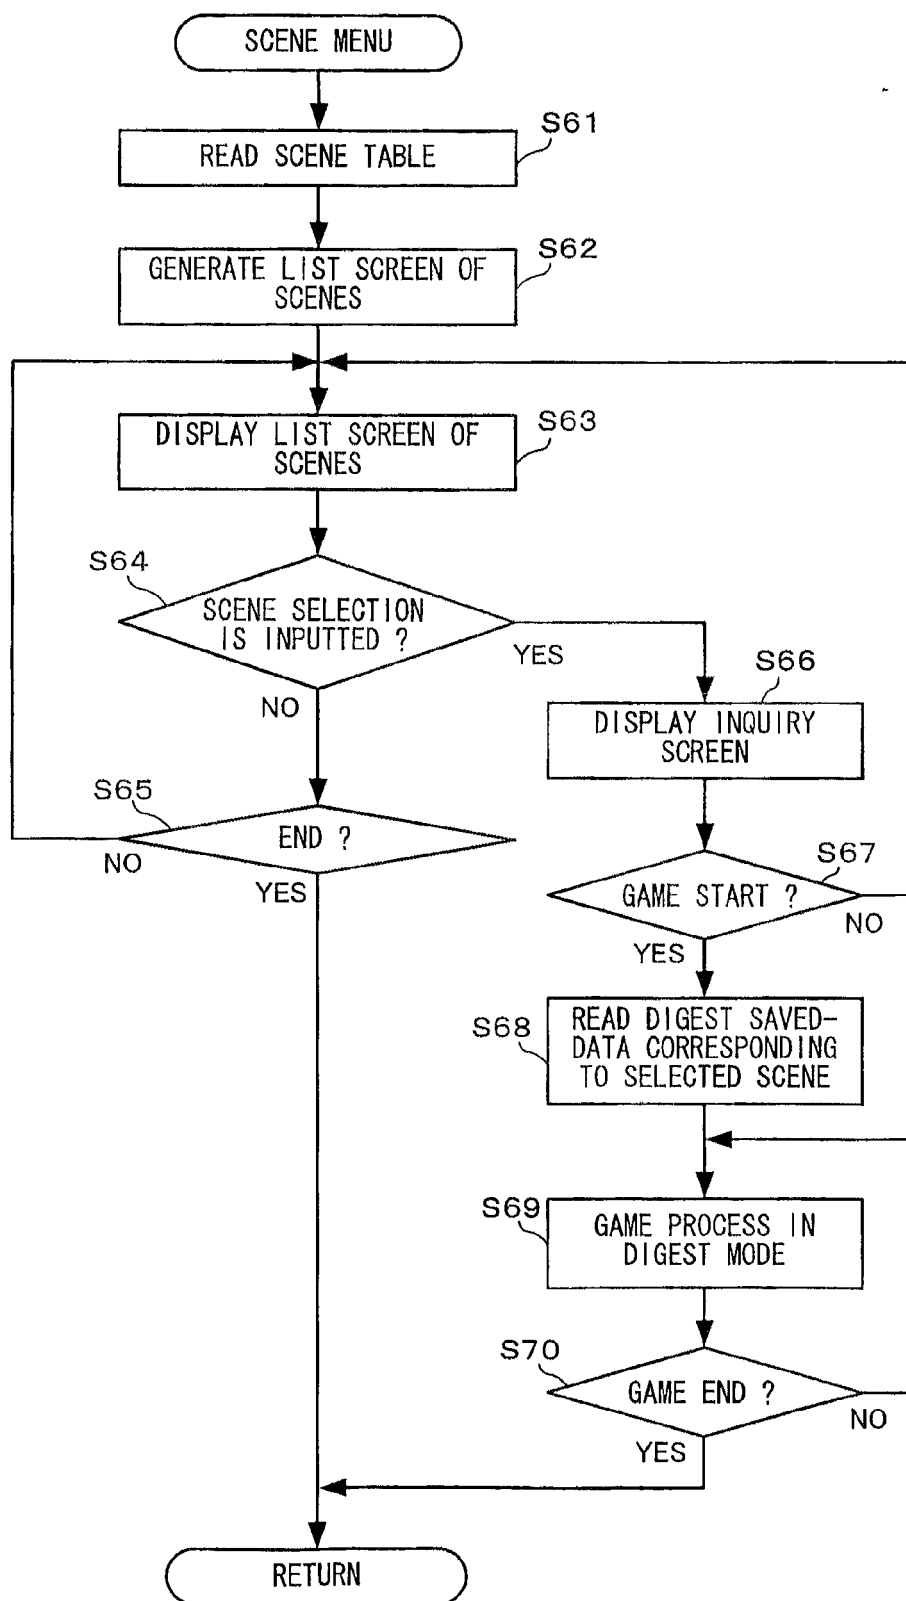 SCENE MENU
S61
READ SCENE TABLE
S62
GENERATE LIST SCREEN OF
SCENES
S63
DISPLAY LIST SCREEN OF
SCENES
S64
SCENE SELECTION
IS INPUTTED ?
YES
NO
S66
DISPLAY INQUIRY
SCREEN
S65
END ?
NO
YES
S67
GAME START ?
NO
YES
S68
READ DIGEST SAVED-
DATA CORRESPONDING
TO SELECTED SCENE
S69
GAME PROCESS IN
DIGEST MODE
S70
GAME END ?
NO
YES
RETURN